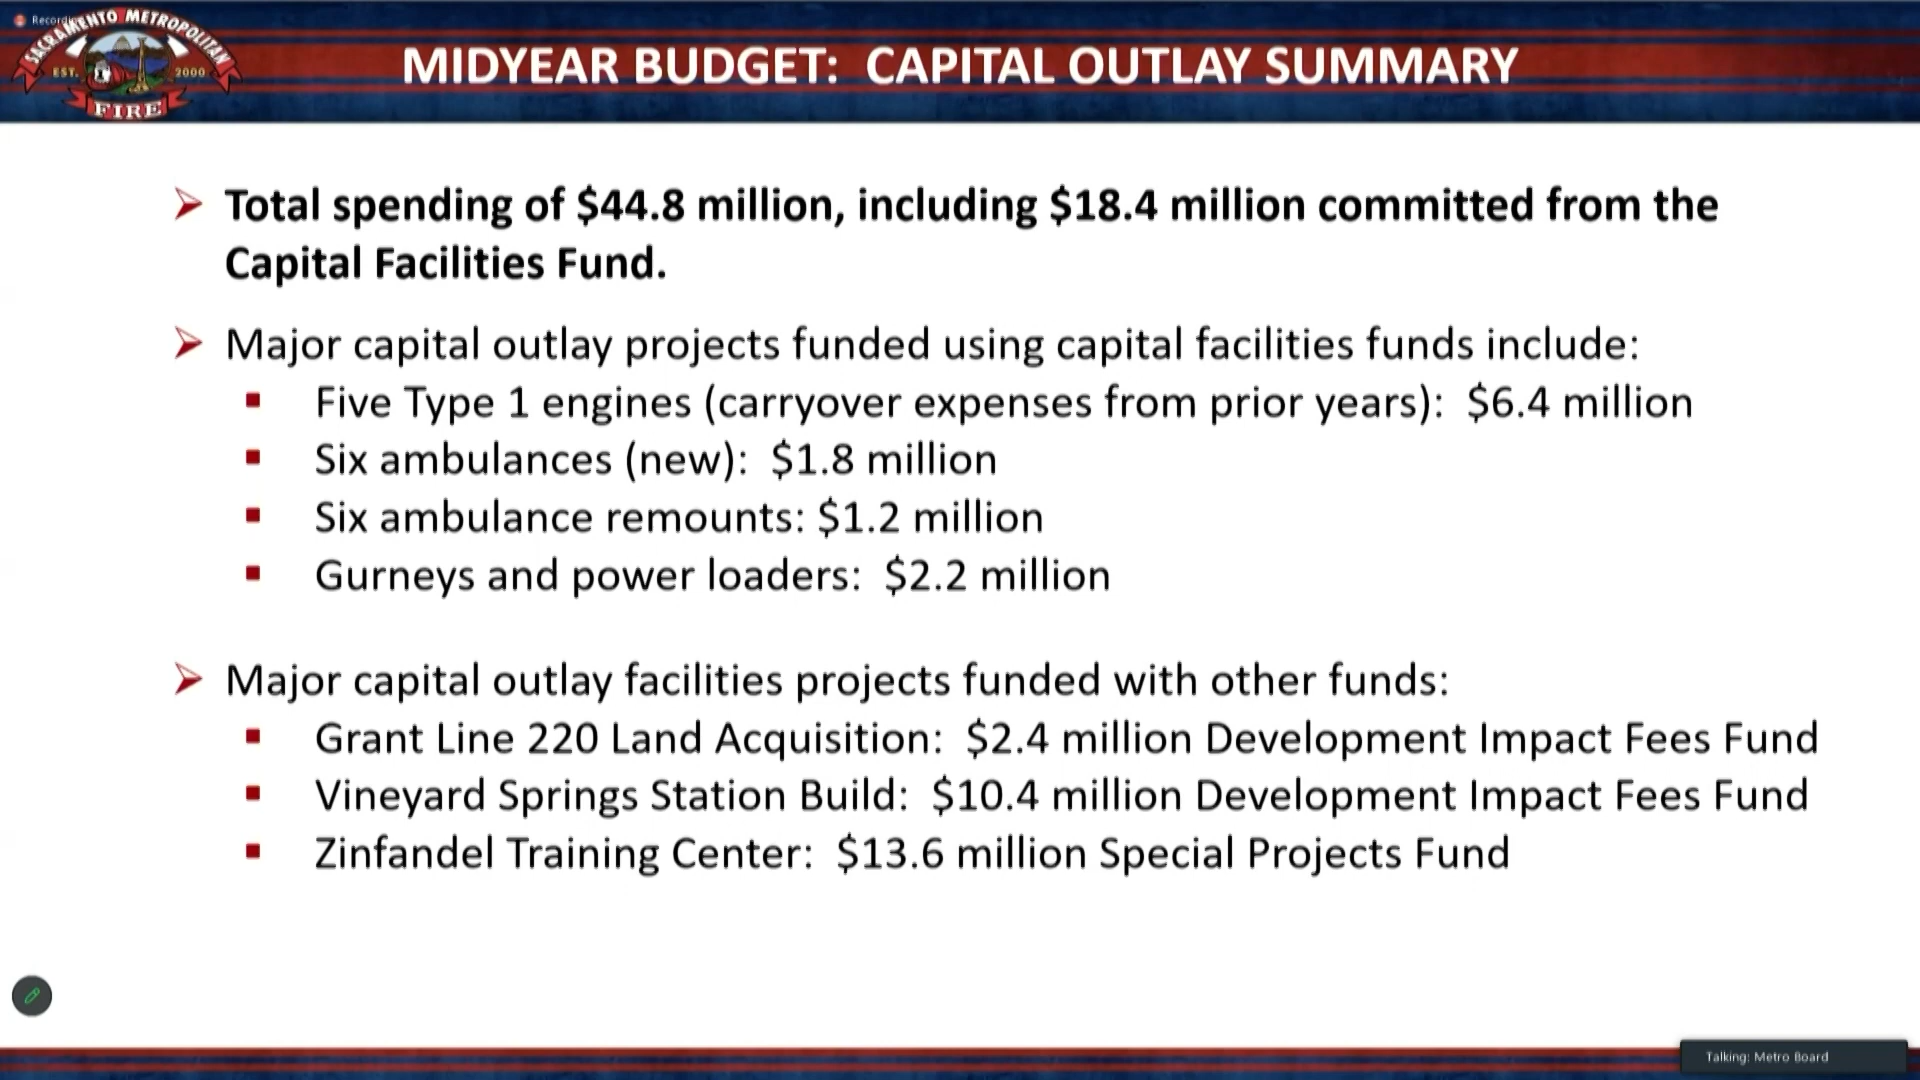 Recording
SACRAMENTO METROPOLITAN
EST. 2000
FIRE
MIDYEAR BUDGET: CAPITAL OUTLAY SUMMARY
Total spending of $44.8 million, including $18.4 million committed from the
Capital Facilities Fund.
Major capital outlay projects funded using capital facilities funds include:
Five Type 1 engines (carryover expenses from prior years): $6.4 million
Six ambulances (new): $1.8 million
Six ambulance remounts: $1.2 million
Gurneys and power loaders: $2.2 million
Major capital outlay facilities projects funded with other funds:
Grant Line 220 Land Acquisition: $2.4 million Development Impact Fees Fund
Vineyard Springs Station Build: $10.4 million Development Impact Fees Fund
Zinfandel Training Center: $13.6 million Special Projects Fund
Talking: Metro Board